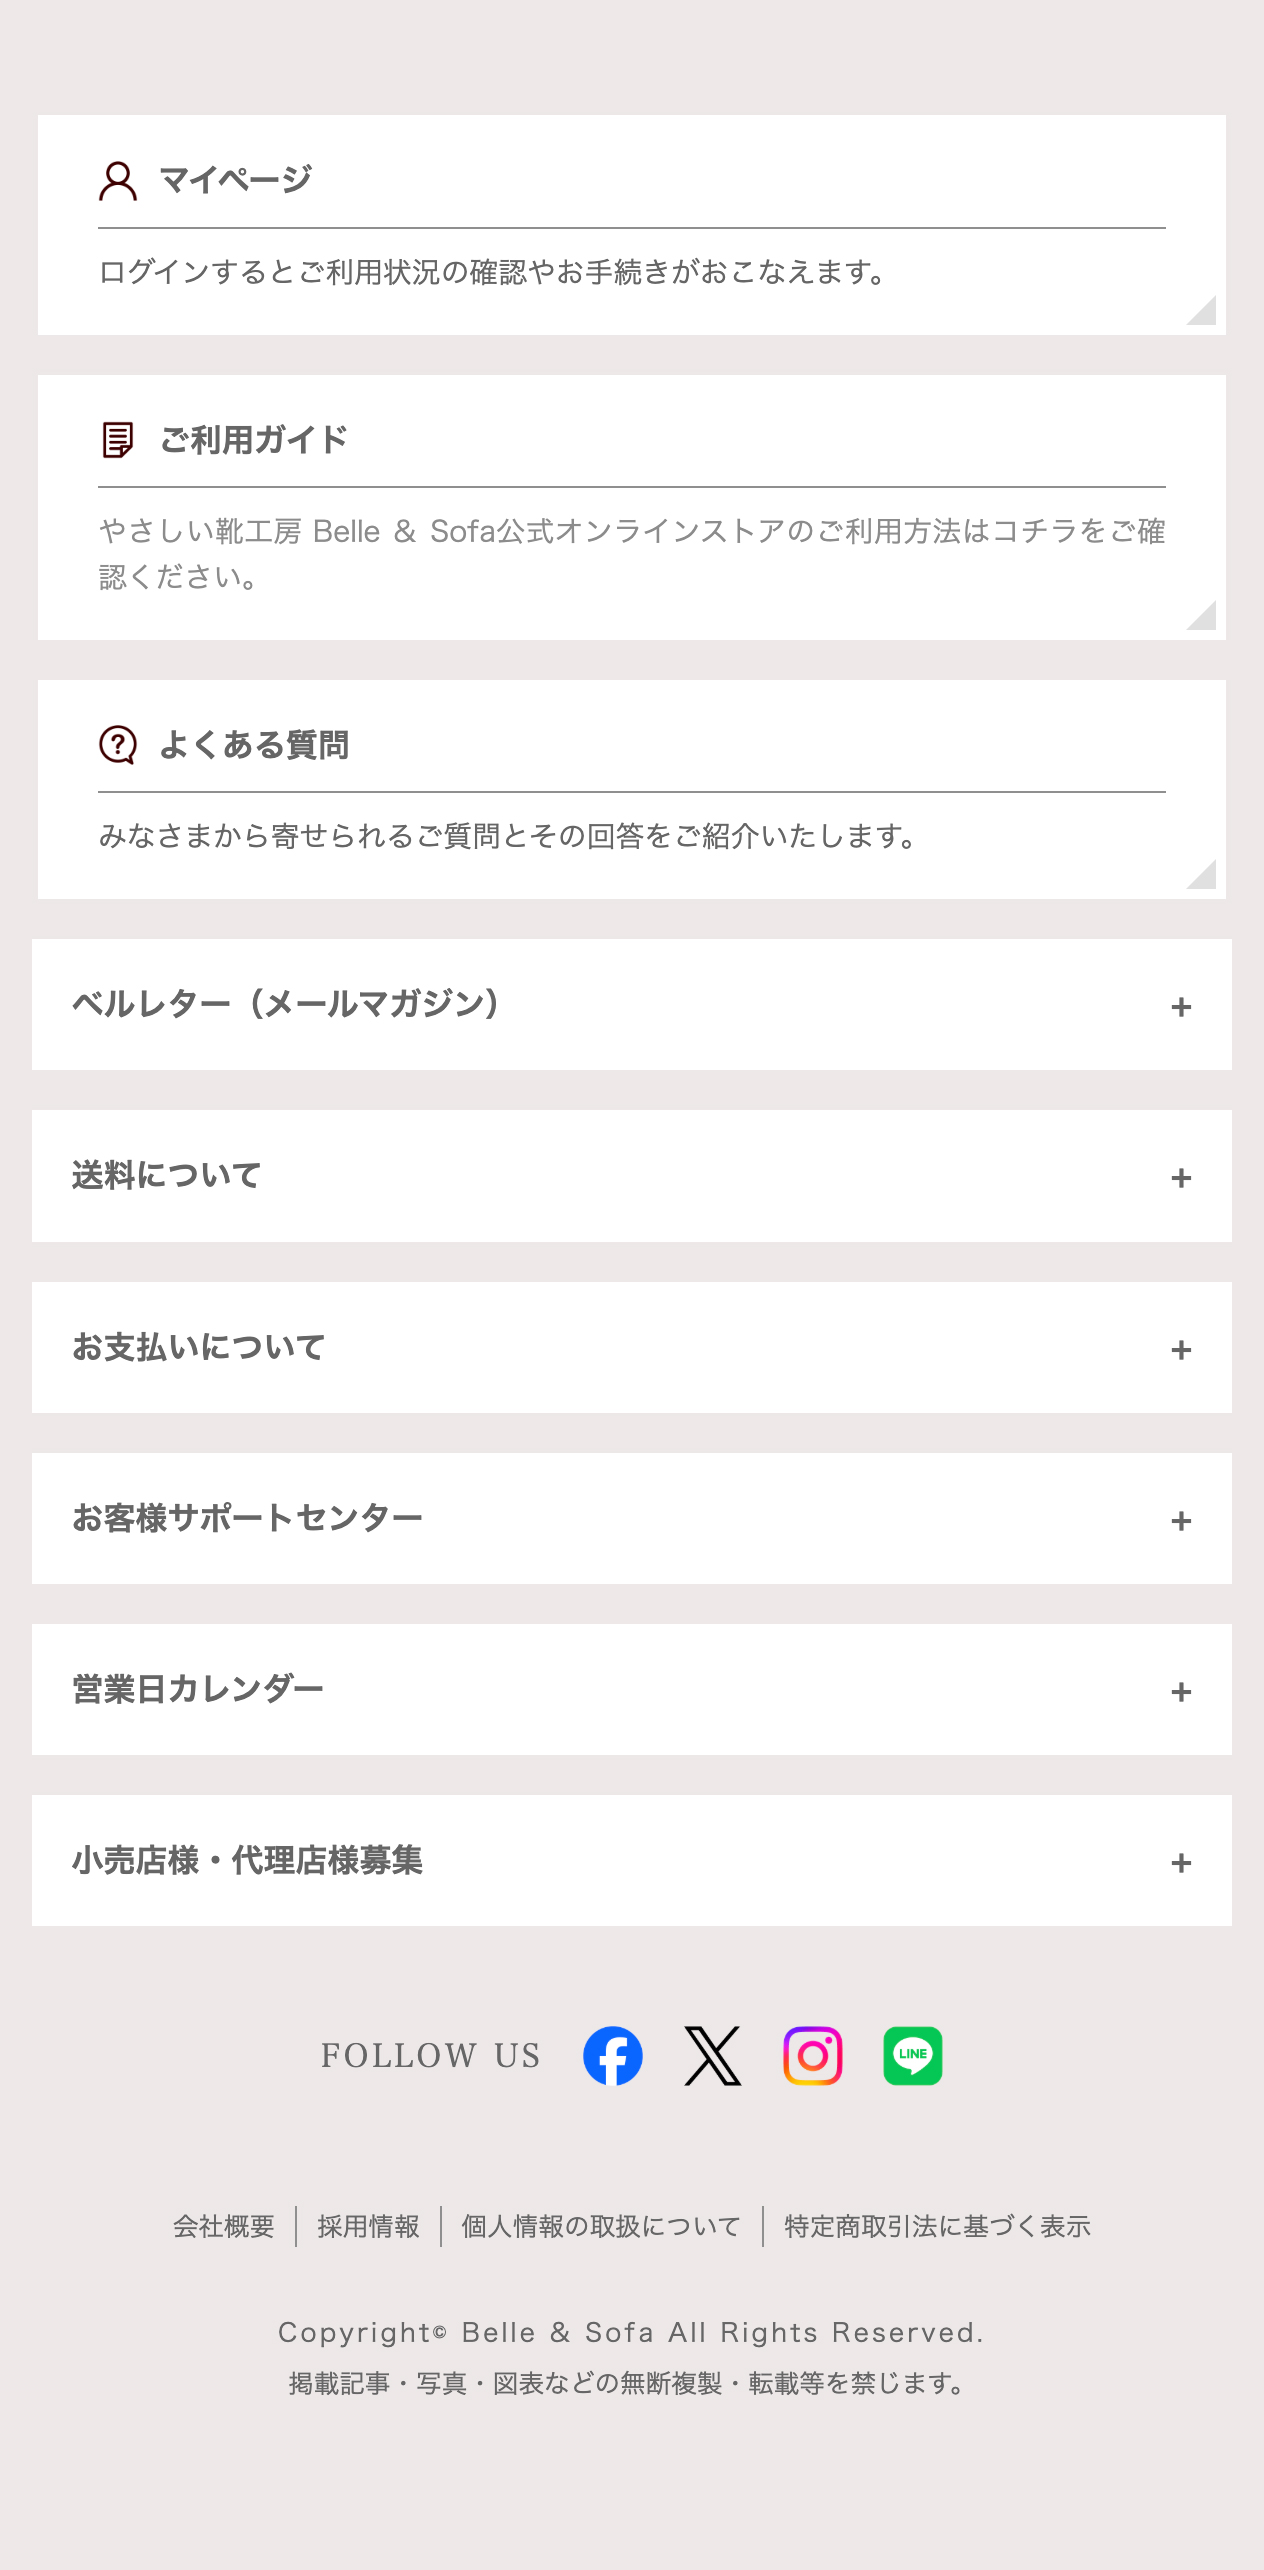 マイページ
ログインするとご利用状況の確認やお手続きがおこなえます。
ご利用ガイド
やさしい靴工房 Belle ＆ Sofa公式オンラインストアのご利用方法はコチラをご確
認ください。
よくある質問
みなさまから寄せられるご質問とその回答をご紹介いたします。
ベルレター（メールマガジン） +
送料について +
お支払いについて +
お客様サポートセンター +
営業日カレンダー +
小売店様・代理店様募集 +
FOLLOW US LINE
会社概要 採用情報 個人情報の取扱について 特定商取引法に基づく表示
Copyright© Belle & Sofa All Rights Reserved.
掲載記事・写真・図表などの無断複製・転載等を禁じます。